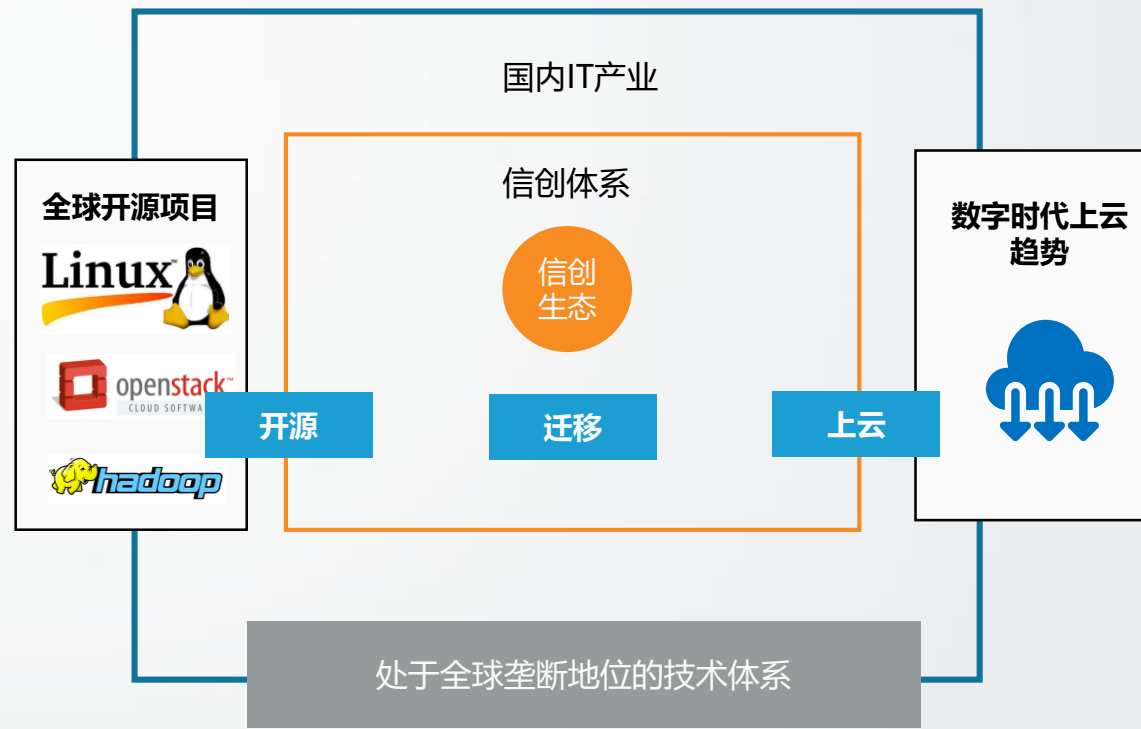 国内IT产业
信创体系
信创
生态
全球开源项目
Linux™
openstack™
CLOUD SOFTWA
hadoop
开源
迁移
上云
数字时代上云
趋势
处于全球垄断地位的技术体系